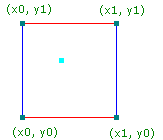 (x0, y1) (x1, y1)
(x0, y0) (x1, y0)